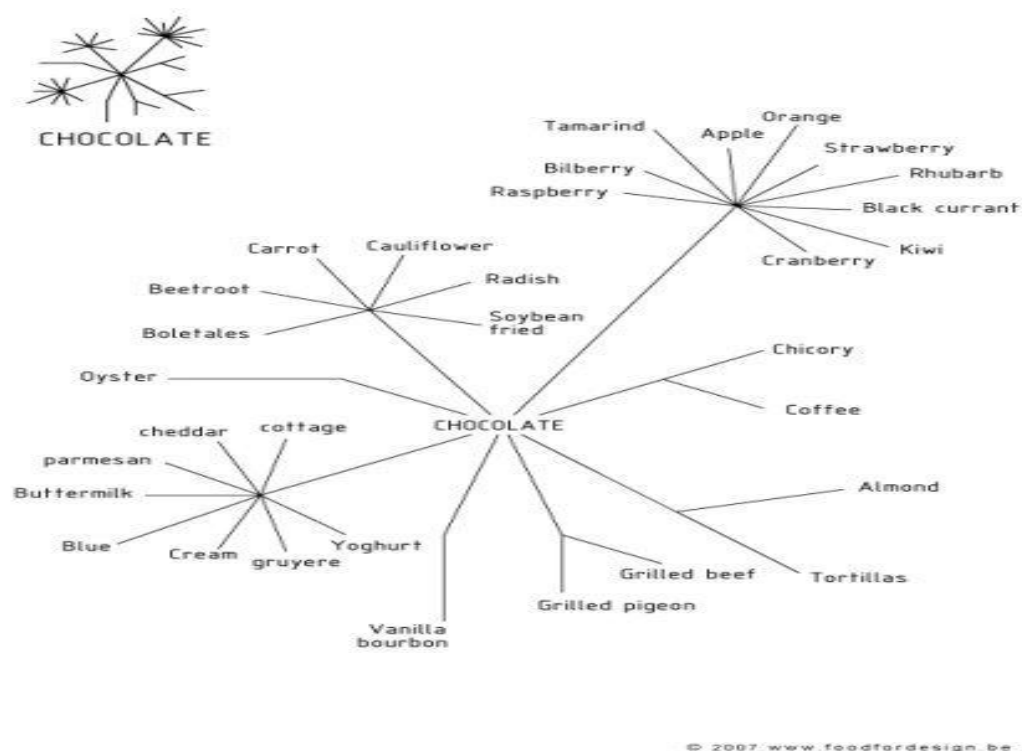 CHOCOLATE
Tamarind
Apple
Orange
Strawberry
Bilberry
Rhubarb
Raspberry
Black currant
Kiwi
Cranberry
Carrot
Cauliflower
Radish
Beetroot
Soybean
fried
Boletales
Chicory
Oyster
Coffee
CHOCOLATE
cheddar
cottage
parmesan
Buttermilk
Almond
Blue
Cream
gruyere
Yoghurt
Grilled beef
Tortillas
Grilled pigeon
Vanilla
bourbon
© 2007 www.foodfordesign.be